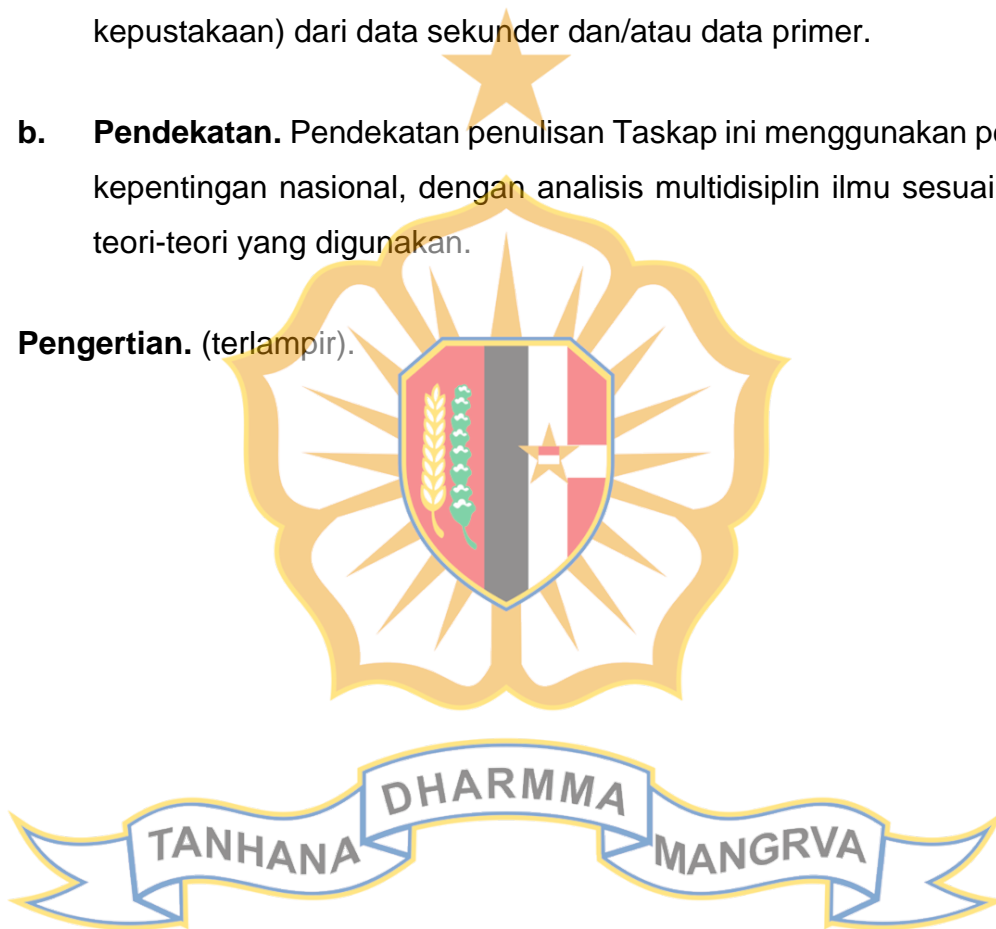 kepustakaan) dari data sekunder dan/atau data primer.
b. Pendekatan. Pendekatan penulisan Taskap ini menggunakan
kepentingan nasional, dengan analisis multidisiplin ilmu sesuai
teori-teori yang digunakan.
Pengertian. (terlampir).
TANHANA DHARMMA MANGRVA